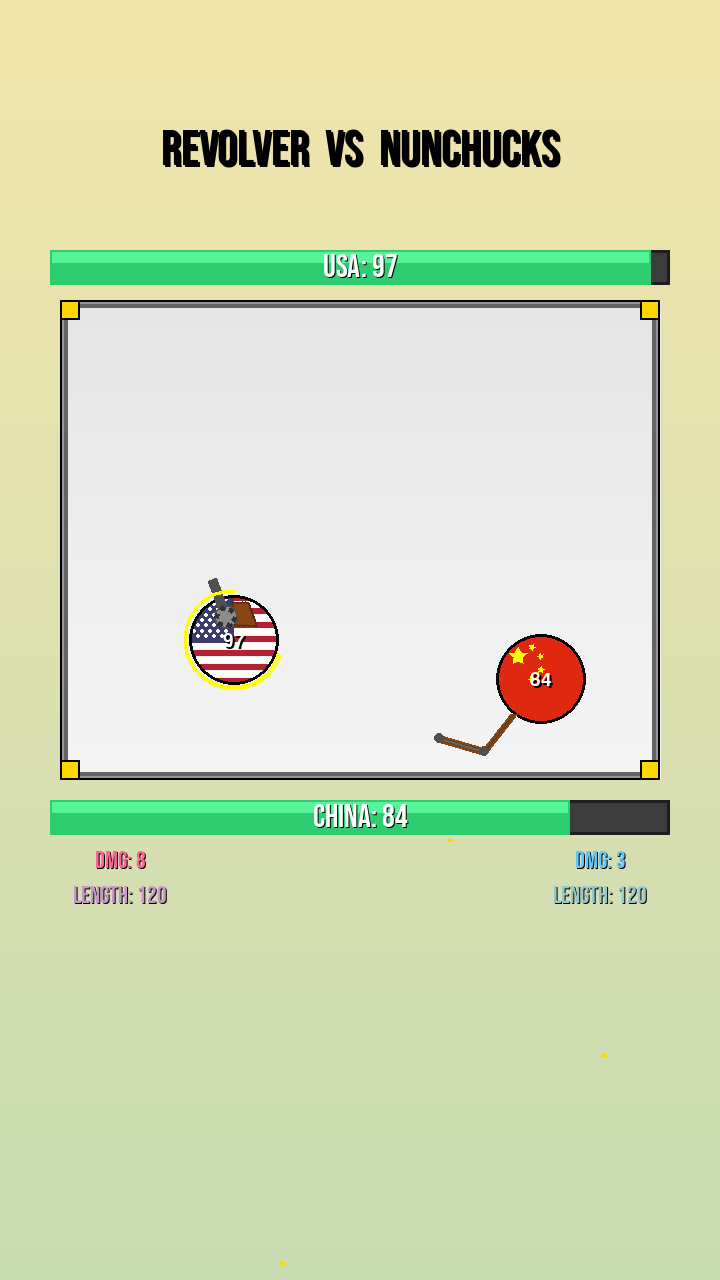 REVOLVER VS NUNCHUCKS
USA: 97
97
84
CHINA: 84
DMG: 8
DMG: 3
LENGTH: 120
LENGTH: 120